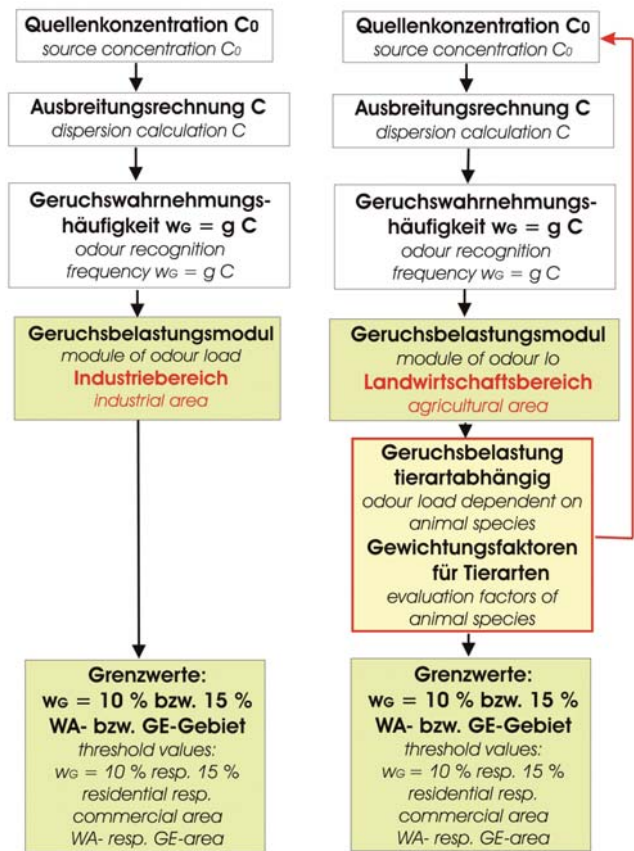 Quellenkonzentration C₀
source concentration C₀
Ausbreitungsrechnung C
dispersion calculation C
Geruchswahrnehmungs-
häufigkeit wG = g C
odour recognition
frequency wG = g C
Geruchsbelastungsmodul
module of odour load
Industriebereich
industrial area
Grenzwerte:
wG = 10 % bzw. 15 %
WA- bzw. GE-Gebiet
threshold values:
wG = 10 % resp. 15 %
residential resp.
commercial area
WA- resp. GE-area
Quellenkonzentration C₀
source concentration C₀
Ausbreitungsrechnung C
dispersion calculation C
Geruchswahrnehmungs-
häufigkeit wG = g C
odour recognition
frequency wG = g C
Geruchsbelastungsmodul
module of odour lo
Landwirtschaftsbereich
agricultural area
Geruchsbelastung
tierartabhängig
odour load dependent on
animal species
Gewichtungsfaktoren
für Tierarten
evaluation factors of
animal species
Grenzwerte:
wG = 10 % bzw. 15 %
WA- bzw. GE-Gebiet
threshold values:
wG = 10 % resp. 15 %
residential resp.
commercial area
WA- resp. GE-area